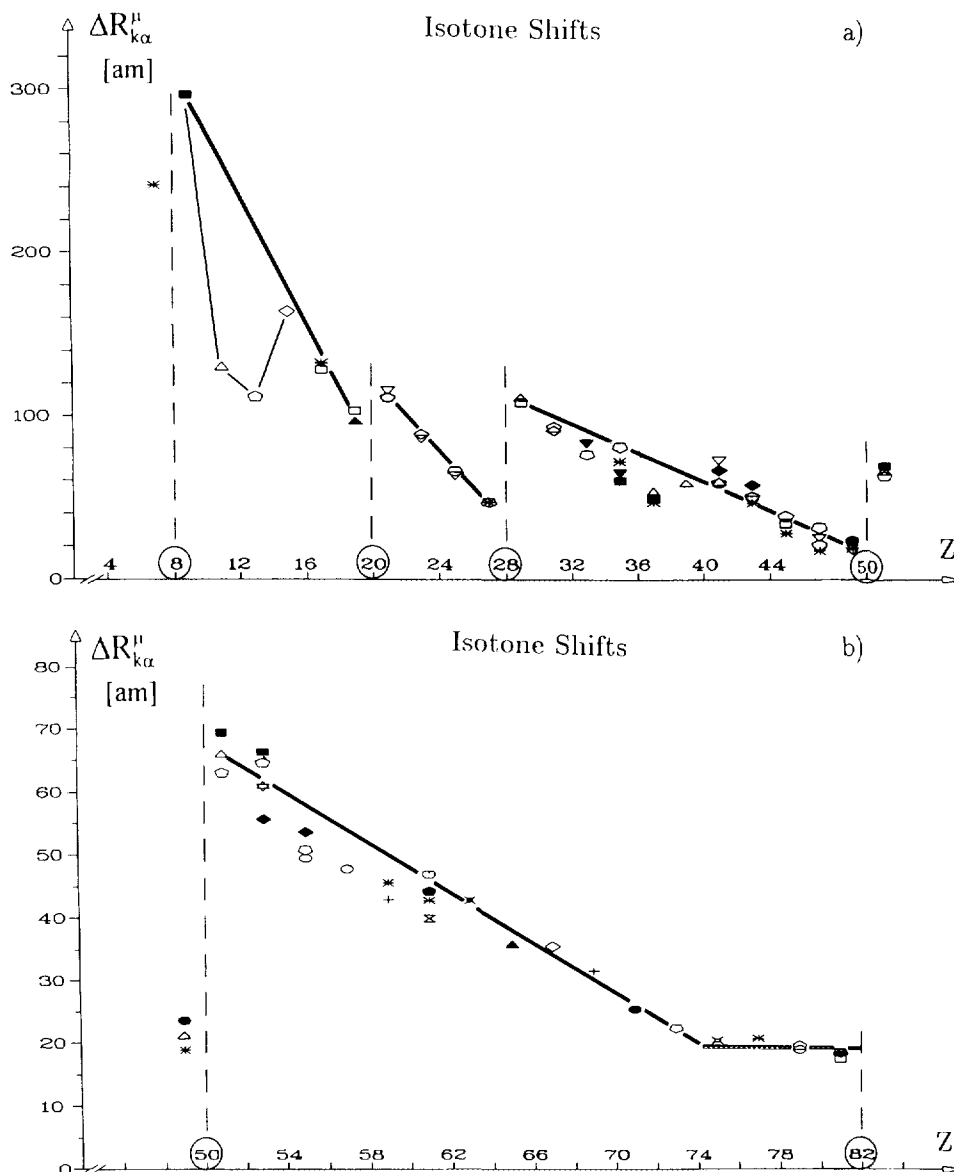 ΔR^μ_kα
[am]
Isotone Shifts
a)
300
200
100
0
4 8 12 16 20 24 28 32 36 40 44 50 Z
ΔR^μ_kα
[am]
Isotone Shifts
b)
80
70
60
50
40
30
20
10
0
50 54 58 62 66 70 74 78 82 Z